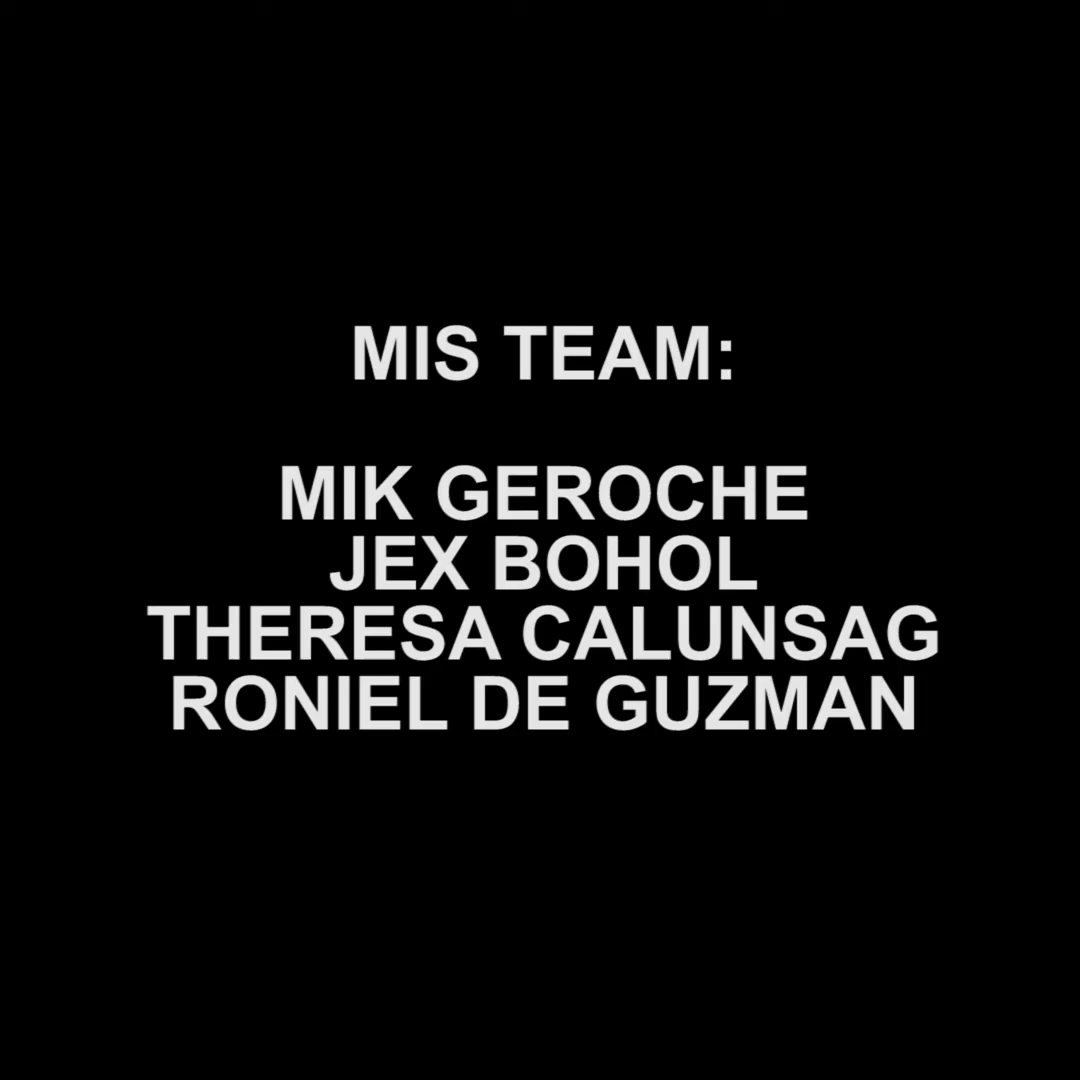 MIS TEAM:
MIK GEROCHE
JEX BOHOL
THERESA CALUNSAG
RONIEL DE GUZMAN